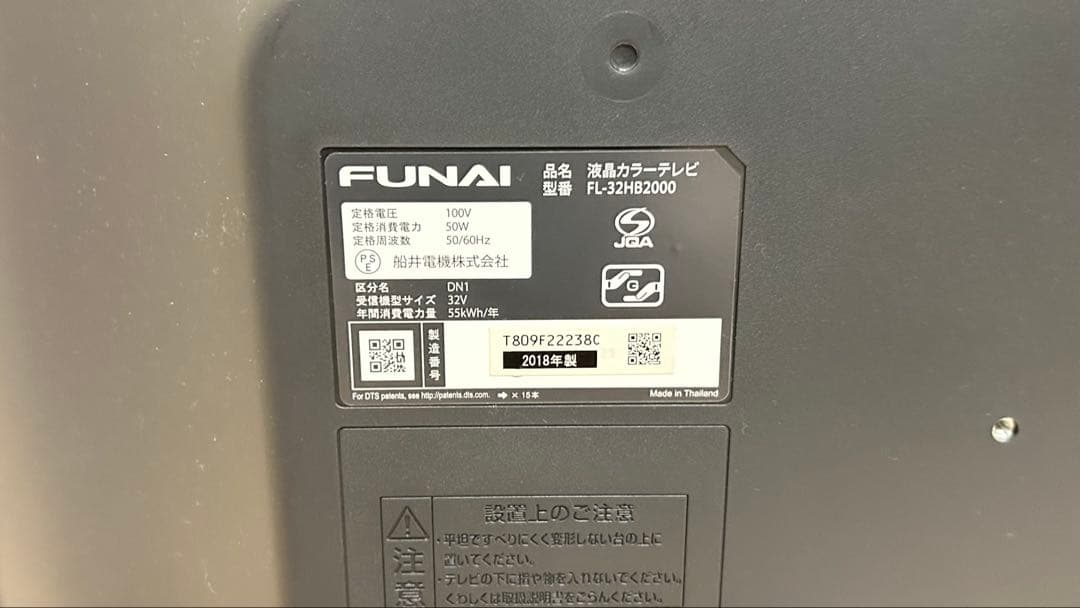 FUNAI
品名 液晶カラーテレビ
型番 FL-32HB2000
定格電圧 100V
定格消費電力 50W
定格周波数 50/60Hz
PSE 船井電機株式会社
JQA
G
区分名 DN1
受信機型サイズ 32V
年間消費電力量 55kWh/年
製造番号
T809F22238C
2018年製
For DTS patents, see http://patents.dts.com. ➔ × 15本
Made in Thailand
設置上のご注意
注意
・平坦ですべりにくく変形しない台の上に
置いてください。
・テレビの下に指や物を入れないでください。
くわしくは取扱説明書をごらんください。